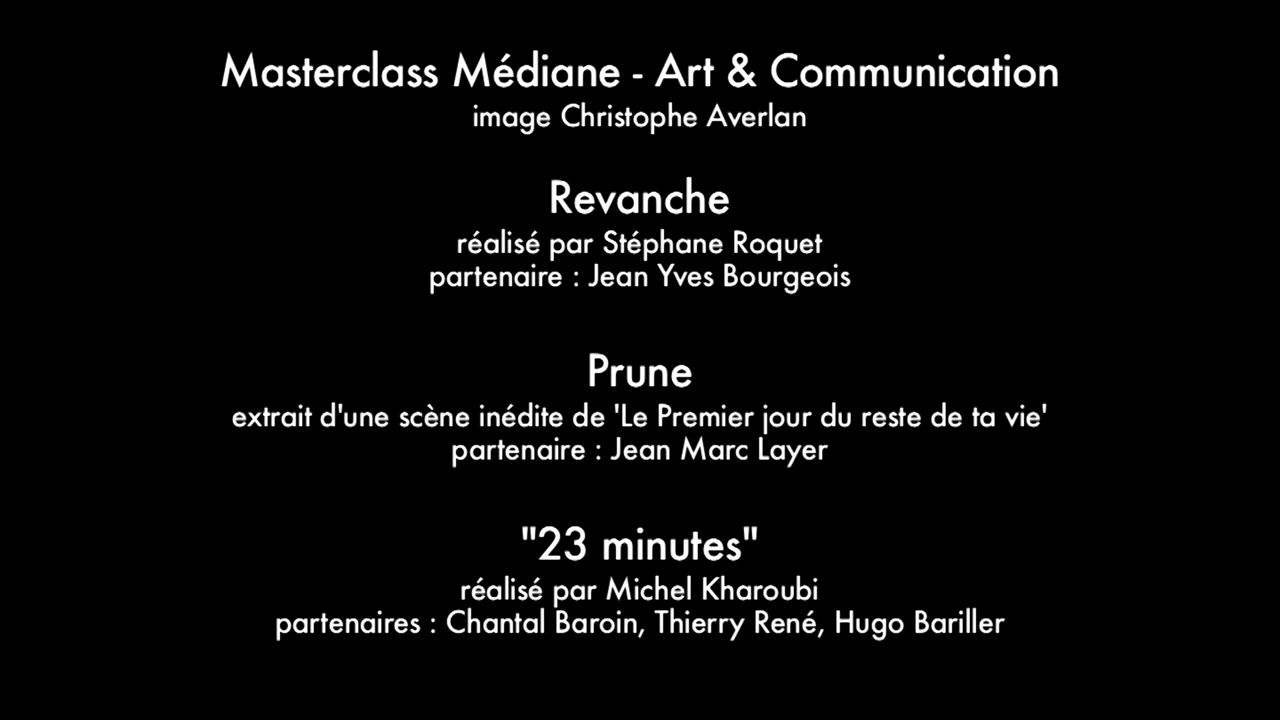 Masterclass Médiane - Art & Communication
image Christophe Averlan
Revanche
réalisé par Stéphane Roquet
partenaire : Jean Yves Bourgeois
Prune
extrait d'une scène inédite de 'Le Premier jour du reste de ta vie'
partenaire : Jean Marc Layer
"23 minutes"
réalisé par Michel Kharoubi
partenaires : Chantal Baroin, Thierry René, Hugo Bariller